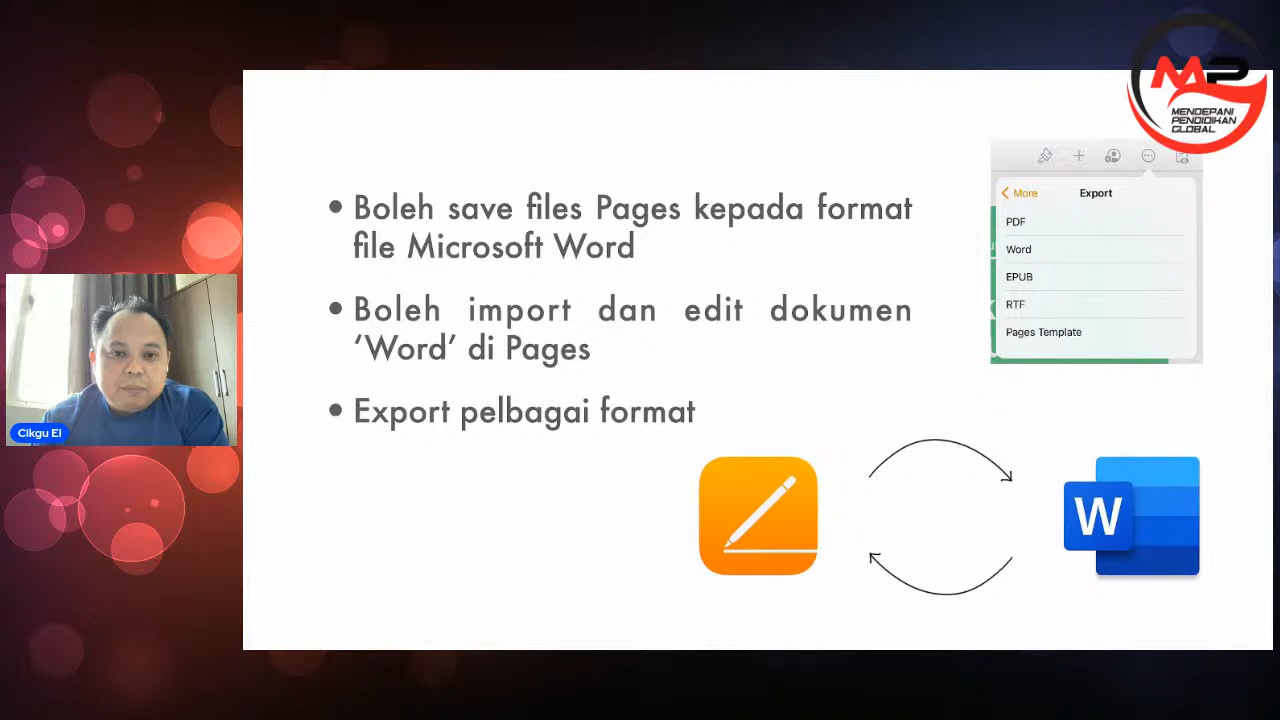 MP
MENDEPANI
PENDIDIKAN
GLOBAL
• Boleh save files Pages kepada format
file Microsoft Word
• Boleh import dan edit dokumen
‘Word’ di Pages
• Export pelbagai format
More Export
PDF
Word
EPUB
RTF
Pages Template
Cikgu El
W